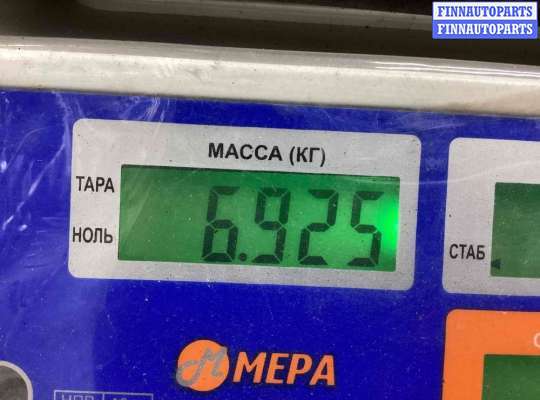 FINNAUTOPARTS
FINNAUTOPARTS
МАССА (КГ)
ТАРА
6.925
НОЛЬ
СТАБ
МЕРА